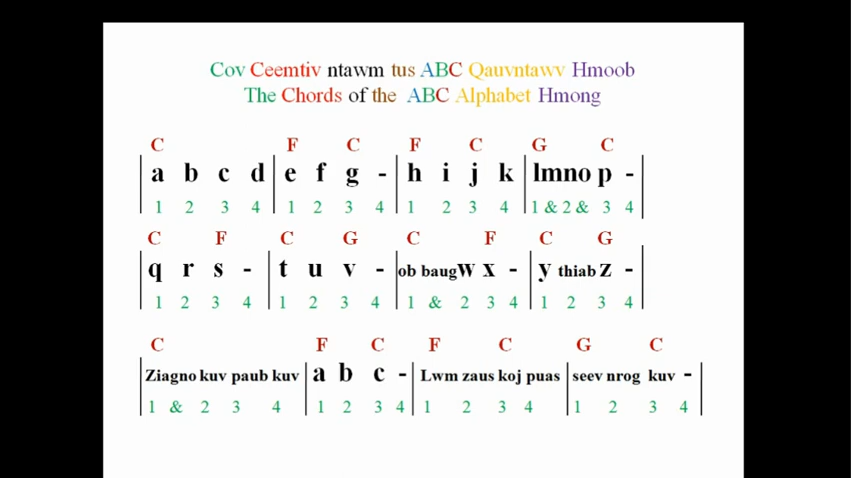 Cov Ceemtiv ntawm tus ABC Qauvntawv Hmoob
The Chords of the ABC Alphabet Hmong
C F C F C G C
a b c d e f g - h i j k lmno p -
1 2 3 4 1 2 3 4 1 2 3 4 1 & 2 & 3 4
C F C G C F C G
q r s - t u v - ob baug W x - y thiab z -
1 2 3 4 1 2 3 4 1 & 2 3 4 1 2 3 4
C F C F C G C
Ziagno kuv paub kuv a b c - Lwm zaus koj puas seev nrog kuv -
1 & 2 3 4 1 2 3 4 1 2 3 4 1 2 3 4